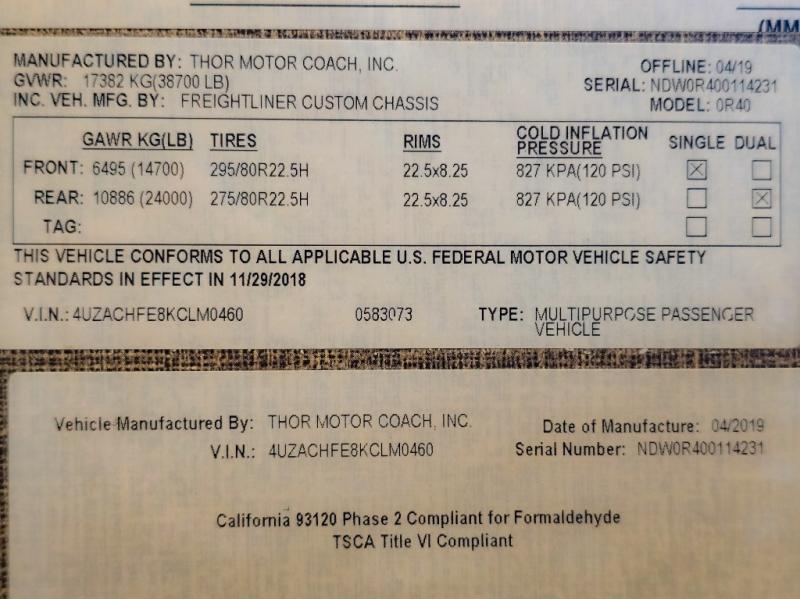 (MM
MANUFACTURED BY: THOR MOTOR COACH, INC. OFFLINE: 04/19
GVWR: 17382 KG(38700 LB) SERIAL: NDW0R400114231
INC. VEH. MFG. BY: FREIGHTLINER CUSTOM CHASSIS MODEL: 0R40
GAWR KG(LB) TIRES RIMS COLD INFLATION PRESSURE SINGLE DUAL
FRONT: 6495 (14700) 295/80R22.5H 22.5x8.25 827 KPA(120 PSI) ☒ ☐
REAR: 10886 (24000) 275/80R22.5H 22.5x8.25 827 KPA(120 PSI) ☐ ☒
TAG: ☐ ☐
THIS VEHICLE CONFORMS TO ALL APPLICABLE U.S. FEDERAL MOTOR VEHICLE SAFETY
STANDARDS IN EFFECT IN 11/29/2018
V.I.N.: 4UZACHFE8KCLM0460 0583073 TYPE: MULTIPURPOSE PASSENGER
VEHICLE
Vehicle Manufactured By: THOR MOTOR COACH, INC. Date of Manufacture: 04/2019
V.I.N.: 4UZACHFE8KCLM0460 Serial Number: NDW0R400114231
California 93120 Phase 2 Compliant for Formaldehyde
TSCA Title VI Compliant